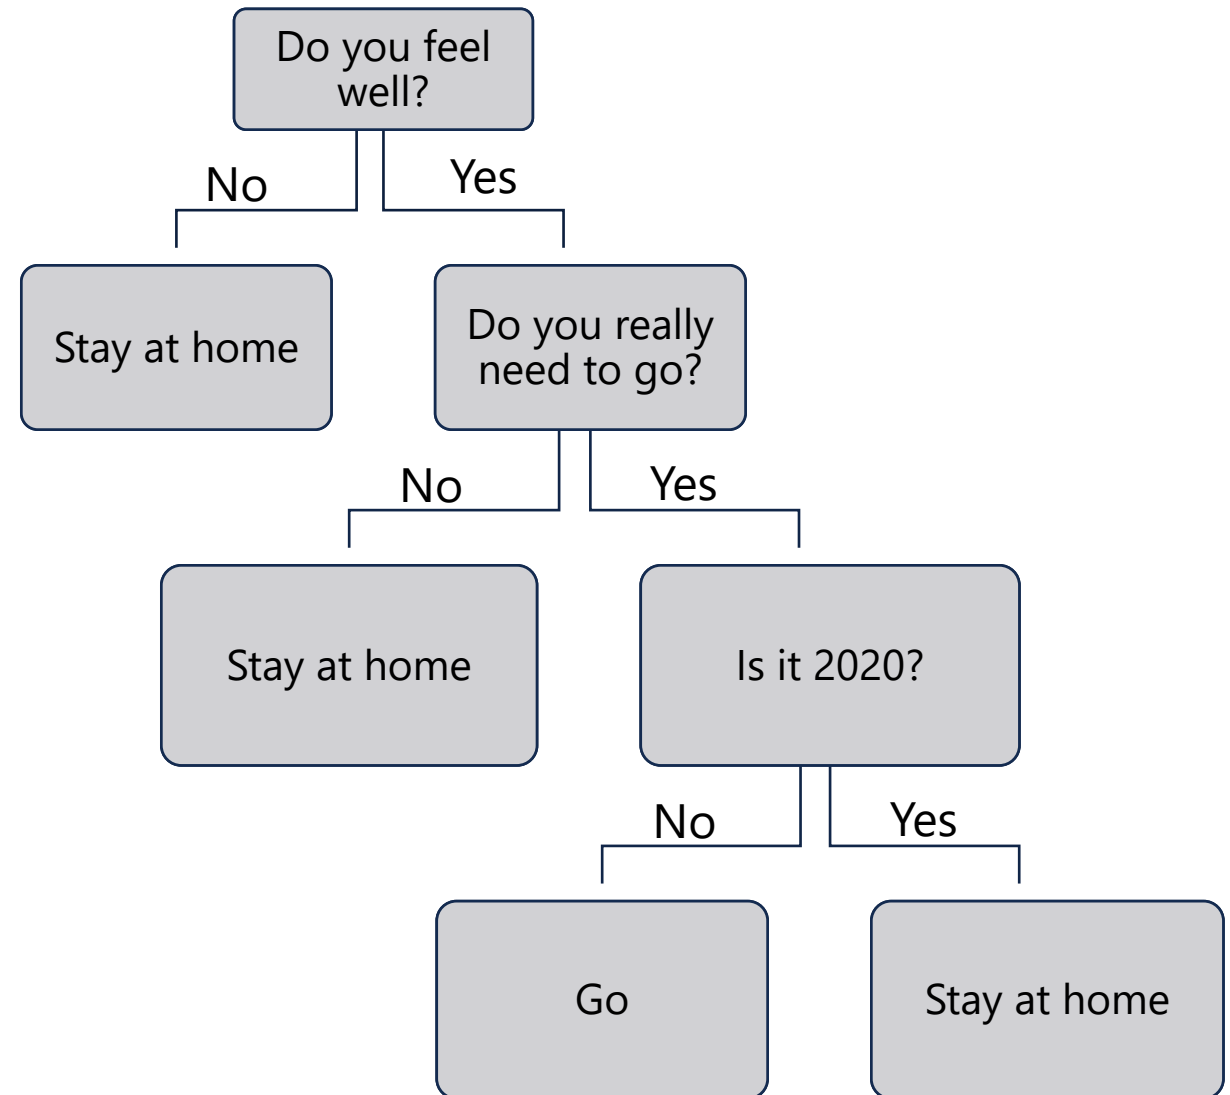 Do you feel
well?
No
Yes
Stay at home
Do you really
need to go?
No
Yes
Stay at home
Is it 2020?
No
Yes
Go
Stay at home